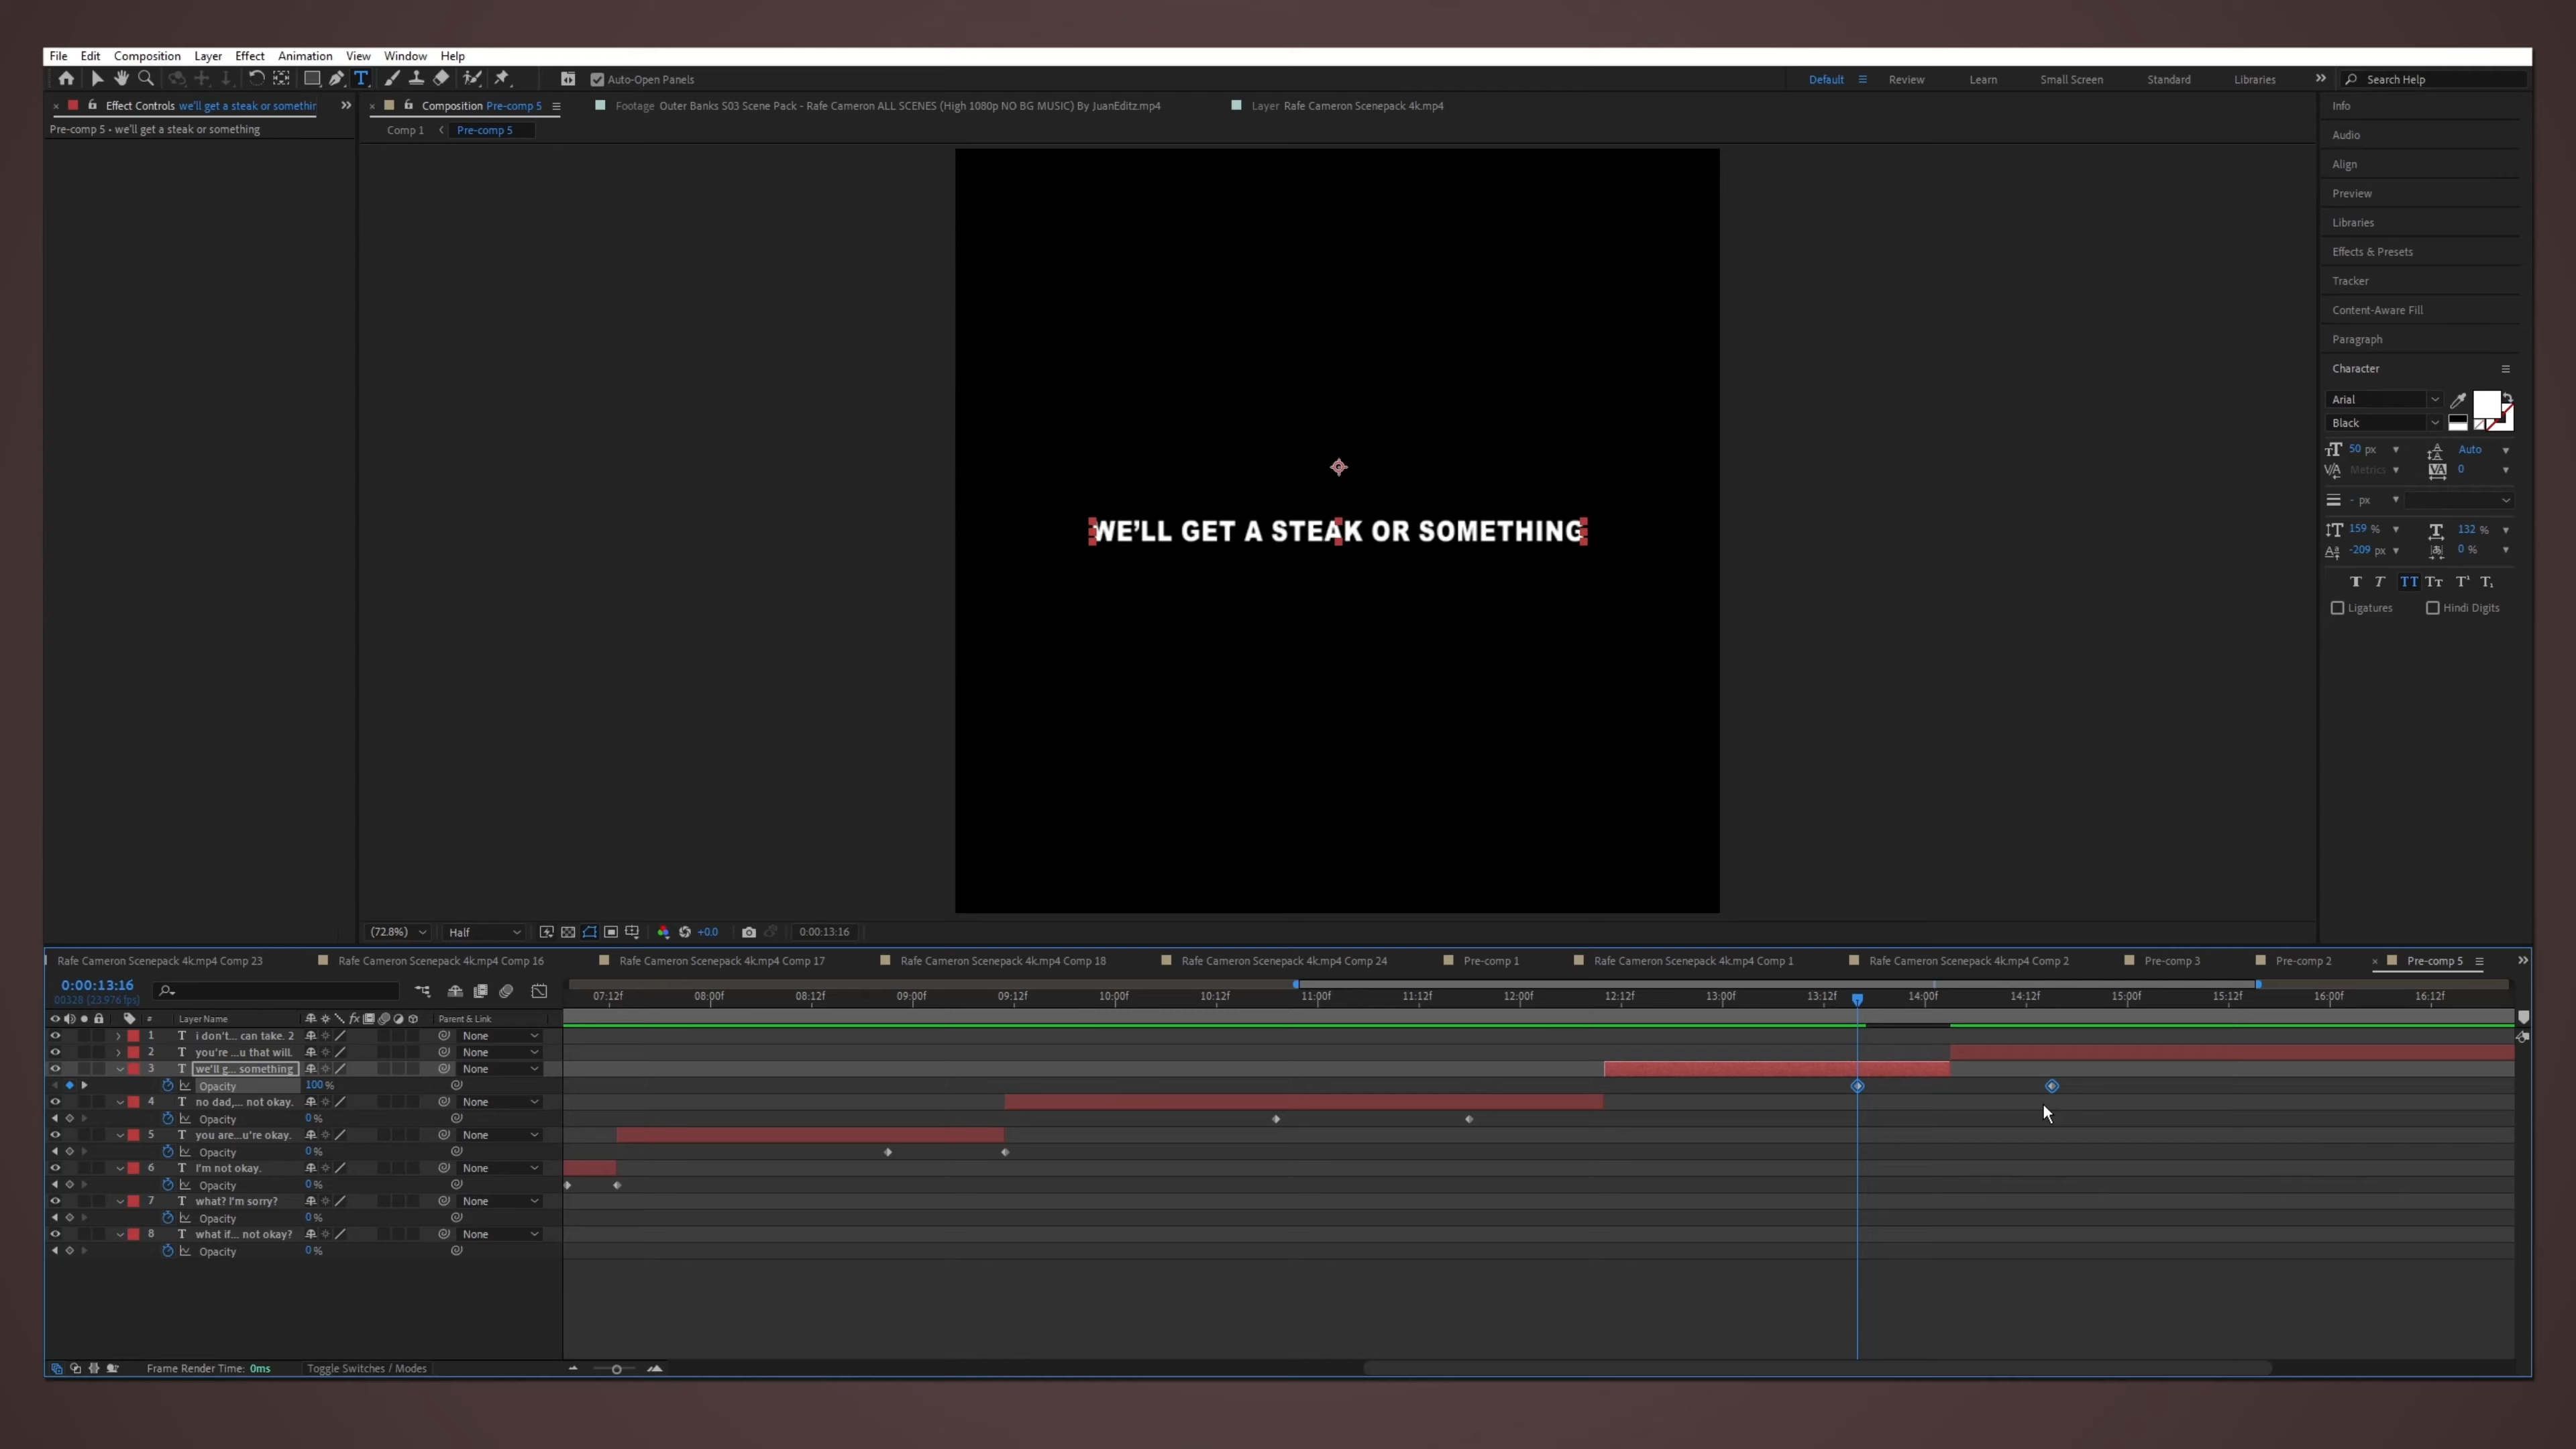 File Edit Composition Layer Effect Animation View Window Help
Auto-Open Panels Default Review Learn Small Screen Standard Libraries Search Help
Effect Controls we'll get a steak or somethir Composition Pre-comp 5 Footage Outer Banks S03 Scene Pack - Rafe Cameron ALL SCENES (High 1080p NO BG MUSIC) By JuanEditz.mp4 Layer Rafe Cameron Scenepack 4k.mp4
Pre-comp 5 • we'll get a steak or something Comp 1 Pre-comp 5
Info
Audio
Align
Preview
Libraries
Effects & Presets
Tracker
Content-Aware Fill
Paragraph
Character
Arial
Black
50 px Auto
Metrics 0
- px
159 % 132 %
-209 px 0 %
Ligatures Hindi Digits
WE'LL GET A STEAK OR SOMETHING
(72.8%) Half +0.0 0:00:13:16
Rafe Cameron Scenepack 4k.mp4 Comp 23 Rafe Cameron Scenepack 4k.mp4 Comp 16 Rafe Cameron Scenepack 4k.mp4 Comp 17 Rafe Cameron Scenepack 4k.mp4 Comp 18 Rafe Cameron Scenepack 4k.mp4 Comp 24 Pre-comp 1 Rafe Cameron Scenepack 4k.mp4 Comp 1 Rafe Cameron Scenepack 4k.mp4 Comp 2 Pre-comp 3 Pre-comp 2 Pre-comp 5
0:00:13:16
00328 (23.976 fps)
07:12f 08:00f 08:12f 09:00f 09:12f 10:00f 10:12f 11:00f 11:12f 12:00f 12:12f 13:00f 13:12f 14:00f 14:12f 15:00f 15:12f 16:00f 16:12f
# Layer Name fx Parent & Link
1 T i don't... can take. 2 None
2 T you're ...u that will. None
3 T we'll g... something None
Opacity 100 %
4 T no dad,... not okay. None
Opacity 0 %
5 T you are...u're okay. None
Opacity 0 %
6 T I'm not okay. None
Opacity 0 %
7 T what? I'm sorry? None
Opacity 0 %
8 T what if... not okay? None
Opacity 0 %
Frame Render Time: 0ms Toggle Switches / Modes